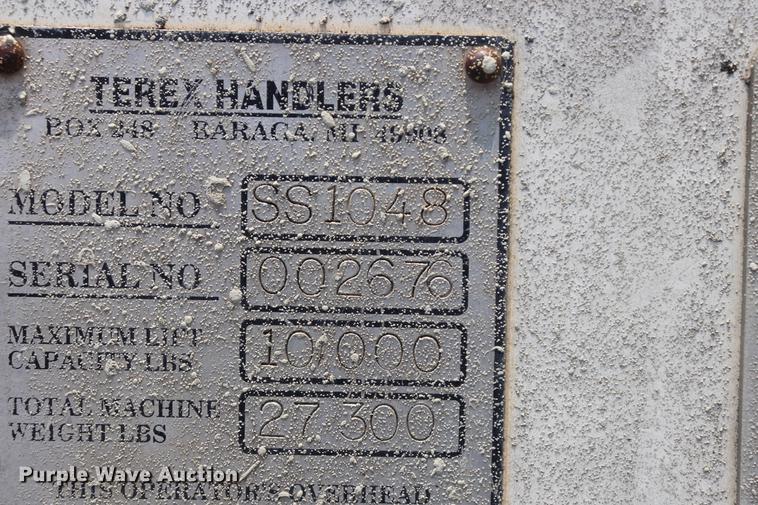 TEREX HANDLERS
BOX 248 BARAGA, MI 49908
MODEL NO SS1048
SERIAL NO 002676
MAXIMUM LIFT
CAPACITY LBS 10,000
TOTAL MACHINE
WEIGHT LBS 27 300
THIS OPERATOR'S OVERHEAD
Purple Wave Auction